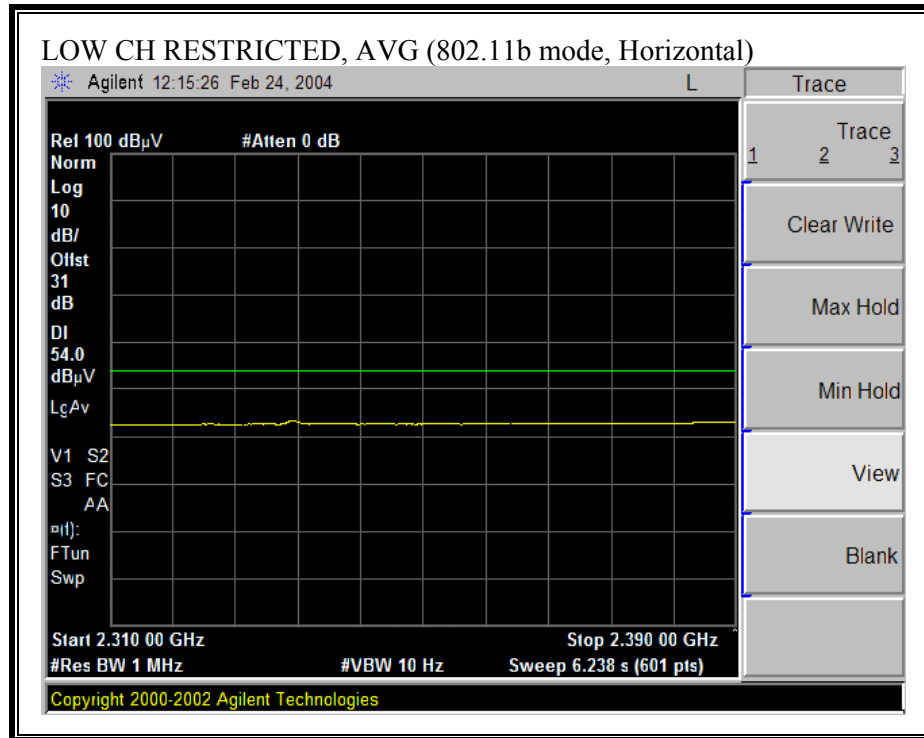 LOW CH RESTRICTED, AVG (802.11b mode, Horizontal)
Agilent 12:15:26 Feb 24, 2004 L
Trace
Ref 100 dBµV #Atten 0 dB
Norm
Log
10
dB/
Offst
31
dB
DI
54.0
dBµV
LgAv
V1 S2
S3 FC
AA
¤(f):
FTun
Swp
Start 2.310 00 GHz Stop 2.390 00 GHz
#Res BW 1 MHz #VBW 10 Hz Sweep 6.238 s (601 pts)
Copyright 2000-2002 Agilent Technologies
Trace
1 2 3
Clear Write
Max Hold
Min Hold
View
Blank